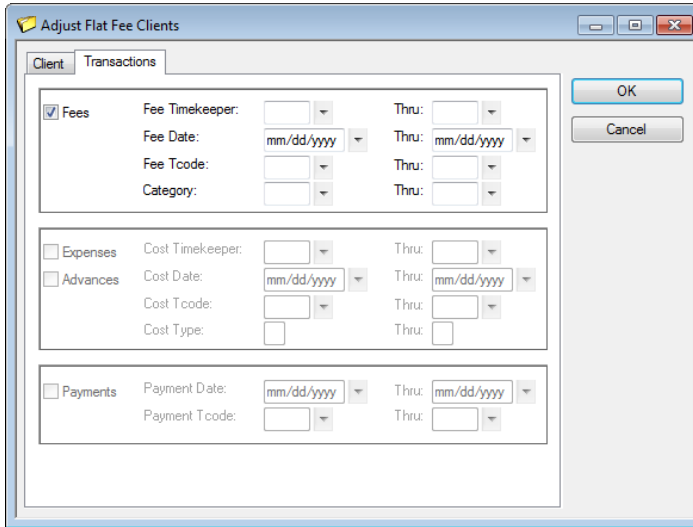 Adjust Flat Fee Clients
Client Transactions
Fees Fee Timekeeper: Thru:
Fee Date: mm/dd/yyyy Thru: mm/dd/yyyy
Fee Tcode: Thru:
Category: Thru:
Expenses Cost Timekeeper: Thru:
Advances Cost Date: mm/dd/yyyy Thru: mm/dd/yyyy
Cost Tcode: Thru:
Cost Type: Thru:
Payments Payment Date: mm/dd/yyyy Thru: mm/dd/yyyy
Payment Tcode: Thru:
OK
Cancel